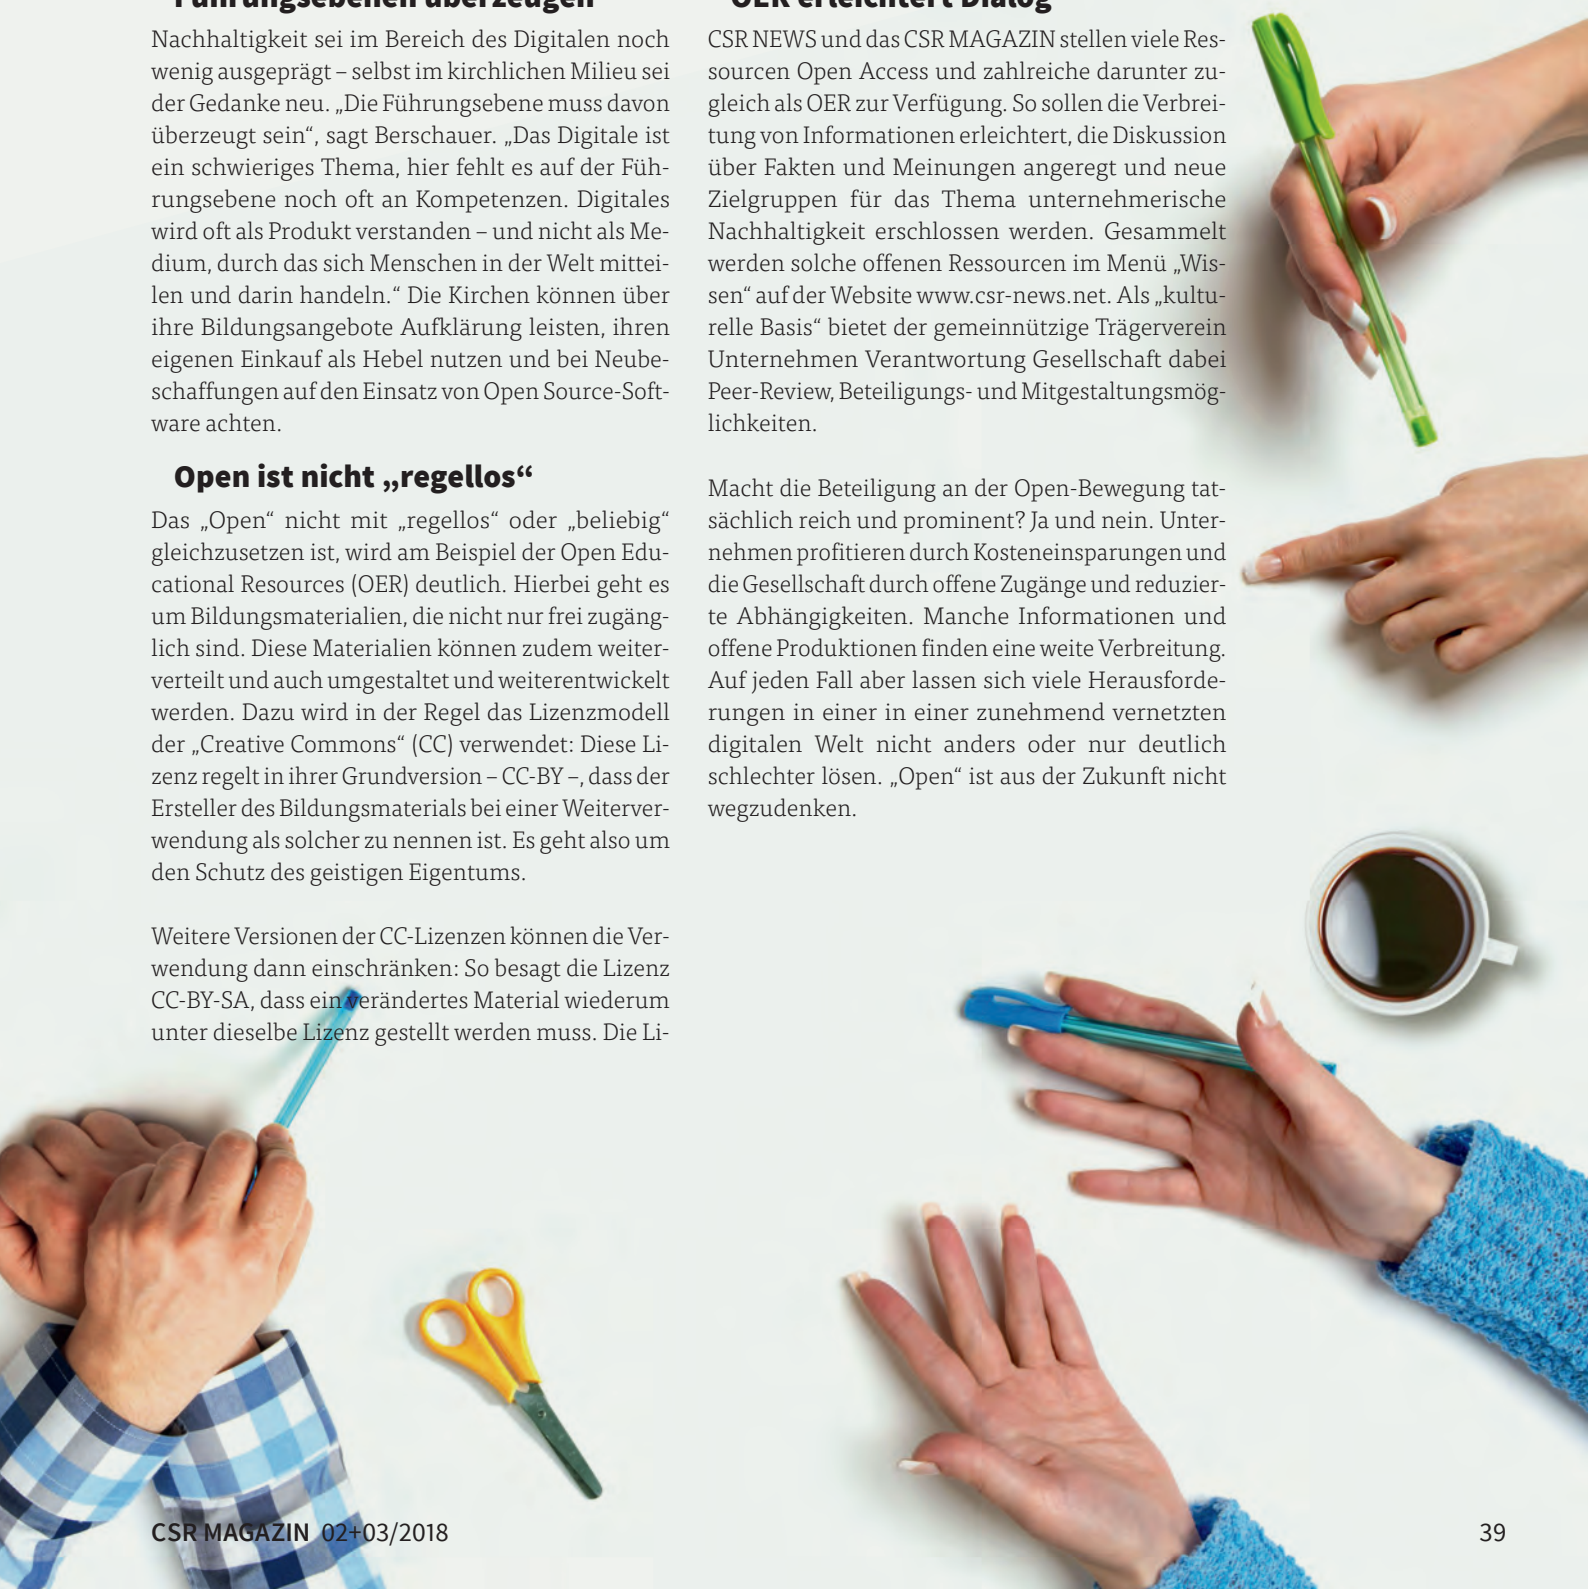 Führungsebenen überzeugen
Nachhaltigkeit sei im Bereich des Digitalen noch
wenig ausgeprägt – selbst im kirchlichen Milieu sei
der Gedanke neu. „Die Führungsebene muss davon
überzeugt sein“, sagt Berschauer. „Das Digitale ist
ein schwieriges Thema, hier fehlt es auf der Füh-
rungsebene noch oft an Kompetenzen. Digitales
wird oft als Produkt verstanden – und nicht als Me-
dium, durch das sich Menschen in der Welt mittei-
len und darin handeln.“ Die Kirchen können über
ihre Bildungsangebote Aufklärung leisten, ihren
eigenen Einkauf als Hebel nutzen und bei Neube-
schaffungen auf den Einsatz von Open Source-Soft-
ware achten.
Open ist nicht „regellos“
Das „Open“ nicht mit „regellos“ oder „beliebig“
gleichzusetzen ist, wird am Beispiel der Open Edu-
cational Resources (OER) deutlich. Hierbei geht es
um Bildungsmaterialien, die nicht nur frei zugäng-
lich sind. Diese Materialien können zudem weiter-
verteilt und auch umgestaltet und weiterentwickelt
werden. Dazu wird in der Regel das Lizenzmodell
der „Creative Commons“ (CC) verwendet: Diese Li-
zenz regelt in ihrer Grundversion – CC-BY –, dass der
Ersteller des Bildungsmaterials bei einer Weiterver-
wendung als solcher zu nennen ist. Es geht also um
den Schutz des geistigen Eigentums.
Weitere Versionen der CC-Lizenzen können die Ver-
wendung dann einschränken: So besagt die Lizenz
CC-BY-SA, dass ein verändertes Material wiederum
unter dieselbe Lizenz gestellt werden muss. Die Li-
OER erleichtert Dialog
CSR NEWS und das CSR MAGAZIN stellen viele Res-
sourcen Open Access und zahlreiche darunter zu-
gleich als OER zur Verfügung. So sollen die Verbrei-
tung von Informationen erleichtert, die Diskussion
über Fakten und Meinungen angeregt und neue
Zielgruppen für das Thema unternehmerische
Nachhaltigkeit erschlossen werden. Gesammelt
werden solche offenen Ressourcen im Menü „Wis-
sen“ auf der Website www.csr-news.net. Als „kultu-
relle Basis“ bietet der gemeinnützige Trägerverein
Unternehmen Verantwortung Gesellschaft dabei
Peer-Review, Beteiligungs- und Mitgestaltungsmög-
lichkeiten.
Macht die Beteiligung an der Open-Bewegung tat-
sächlich reich und prominent? Ja und nein. Unter-
nehmen profitieren durch Kosteneinsparungen und
die Gesellschaft durch offene Zugänge und reduzier-
te Abhängigkeiten. Manche Informationen und
offene Produktionen finden eine weite Verbreitung.
Auf jeden Fall aber lassen sich viele Herausforde-
rungen in einer in einer zunehmend vernetzten
digitalen Welt nicht anders oder nur deutlich
schlechter lösen. „Open“ ist aus der Zukunft nicht
wegzudenken.
CSR MAGAZIN 02+03/2018
39